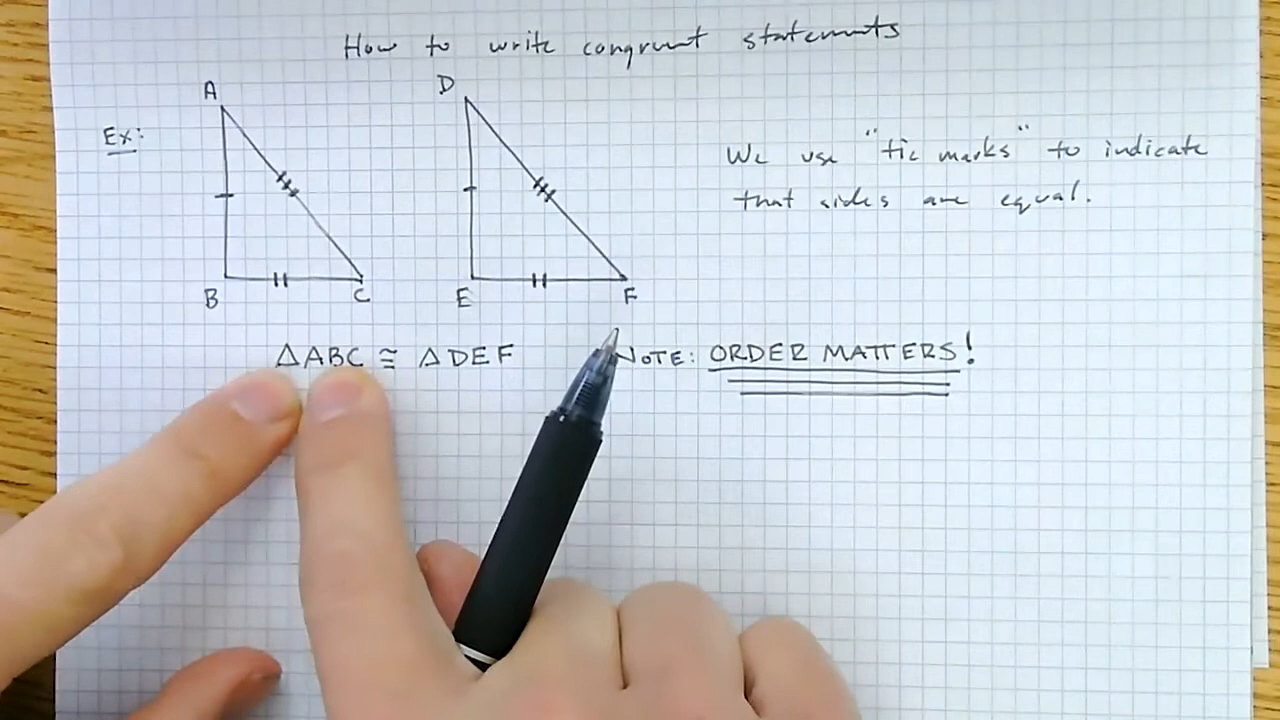 How to write congruent statements
A D
Ex:
We use "tic marks" to indicate
that sides are equal.
B C E F
△ABC ≅ △DEF NOTE: ORDER MATTERS!